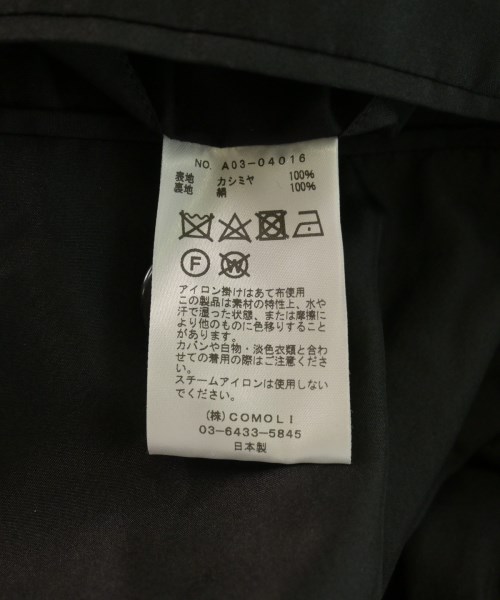 NO. A03-04016
表地 カシミヤ 100%
裏地 絹 100%
F
W
アイロン掛けはあて布使用
この製品は素材の特性上、水や
汗で湿った状態、または摩擦に
より他のものに色移りすること
があります。
カバンや白物・淡色衣類と合わ
せての着用の際はご注意くださ
い。
スチームアイロンは使用しない
でください。
(株)COMOLI
03-6433-5845
日本製